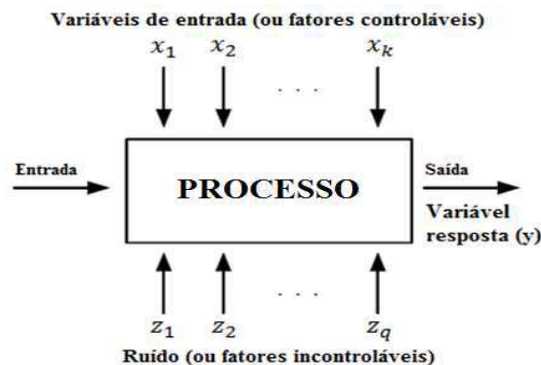 Variáveis de entrada (ou fatores controláveis)
x₁ x₂ . . . xₖ
Entrada
PROCESSO
Saída
Variável
resposta (y)
. . .
z₁ z₂ z_q
Ruído (ou fatores incontroláveis)